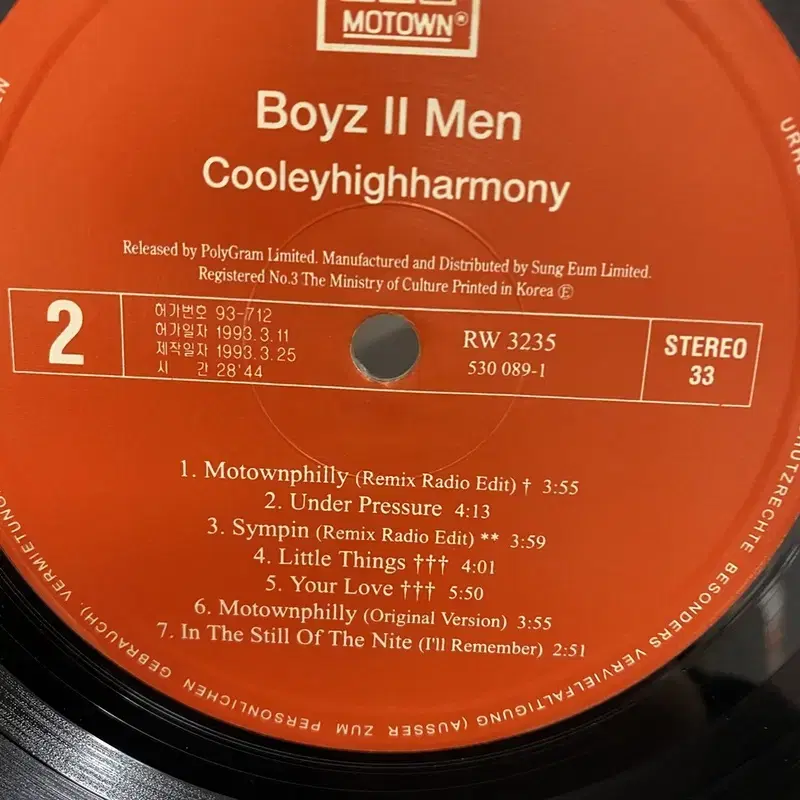 MOTOWN®
Boyz II Men
Cooleyhighharmony
Released by PolyGram Limited. Manufactured and Distributed by Sung Eum Limited.
Registered No.3 The Ministry of Culture Printed in Korea Ⓔ
2
허가번호 93-712
허가일자 1993.3.11
제작일자 1993.3.25
시 간 28'44
RW 3235
530 089-1
STEREO
33
1. Motownphilly (Remix Radio Edit) † 3:55
2. Under Pressure 4:13
3. Sympin (Remix Radio Edit) ** 3:59
4. Little Things ††† 4:01
5. Your Love ††† 5:50
6. Motownphilly (Original Version) 3:55
7. In The Still Of The Nite (I'll Remember) 2:51
BESONDERS VERVIELFALTIGUNG (AUSSER ZUM PERSONLICHEN GEBRAUCH), VERMIETUNG